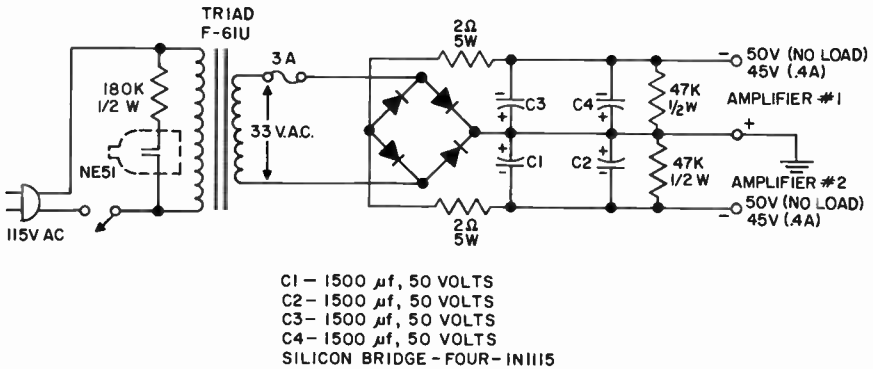 TRIAD
F-61U
3 A
180K
1/2 W
NE51
115V AC
33 V.A.C.
2Ω
5W
2Ω
5W
− C3
+
− C4
+
+ C1
−
+ C2
−
47K
1/2W
47K
1/2 W
− 50V (NO LOAD)
45V (.4A)
AMPLIFIER #1
+
AMPLIFIER #2
− 50V (NO LOAD)
45V (.4A)
C1 – 1500 µf, 50 VOLTS
C2 – 1500 µf, 50 VOLTS
C3 – 1500 µf, 50 VOLTS
C4 – 1500 µf, 50 VOLTS
SILICON BRIDGE – FOUR – IN1115